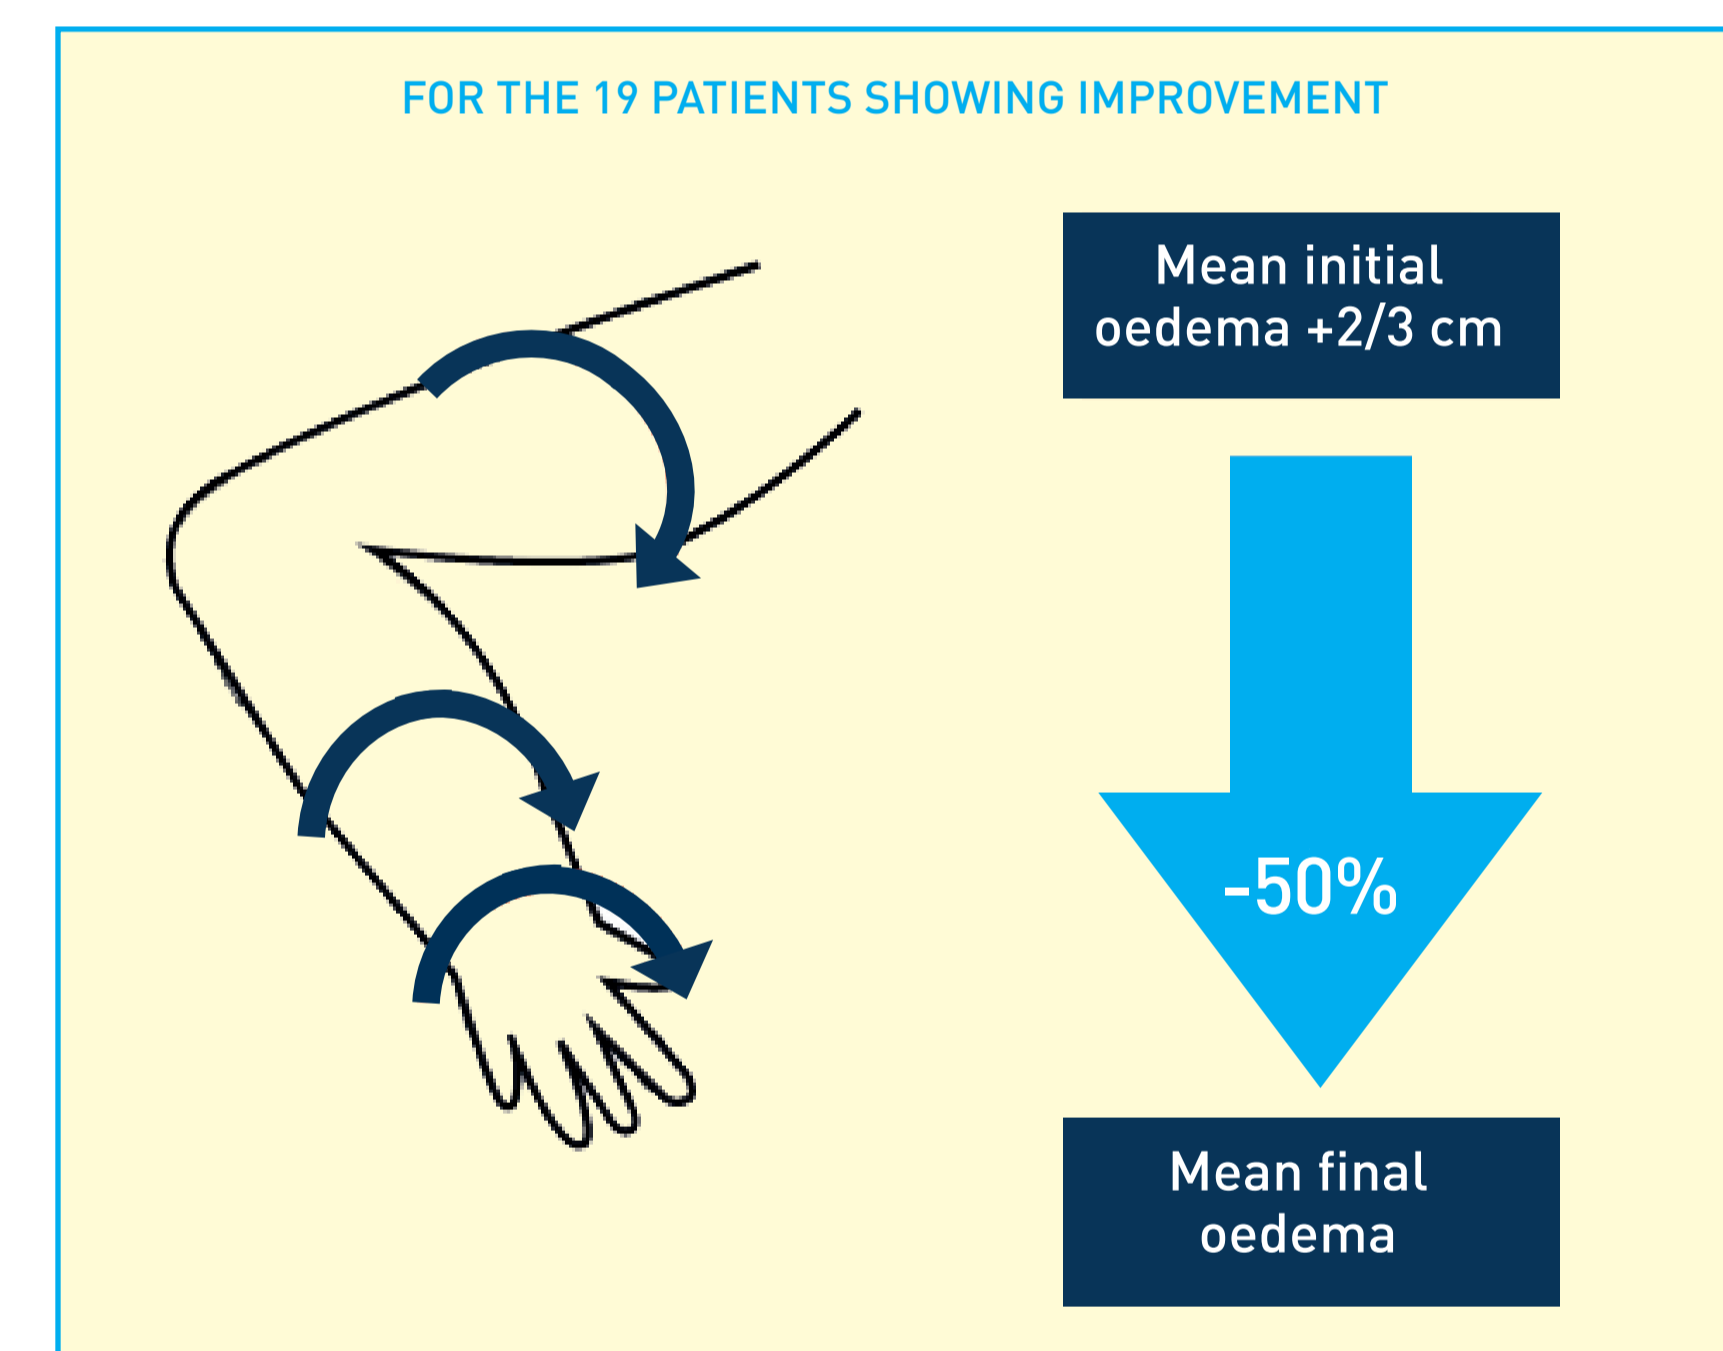 FOR THE 19 PATIENTS SHOWING IMPROVEMENT
Mean initial
oedema +2/3 cm
-50%
Mean final
oedema